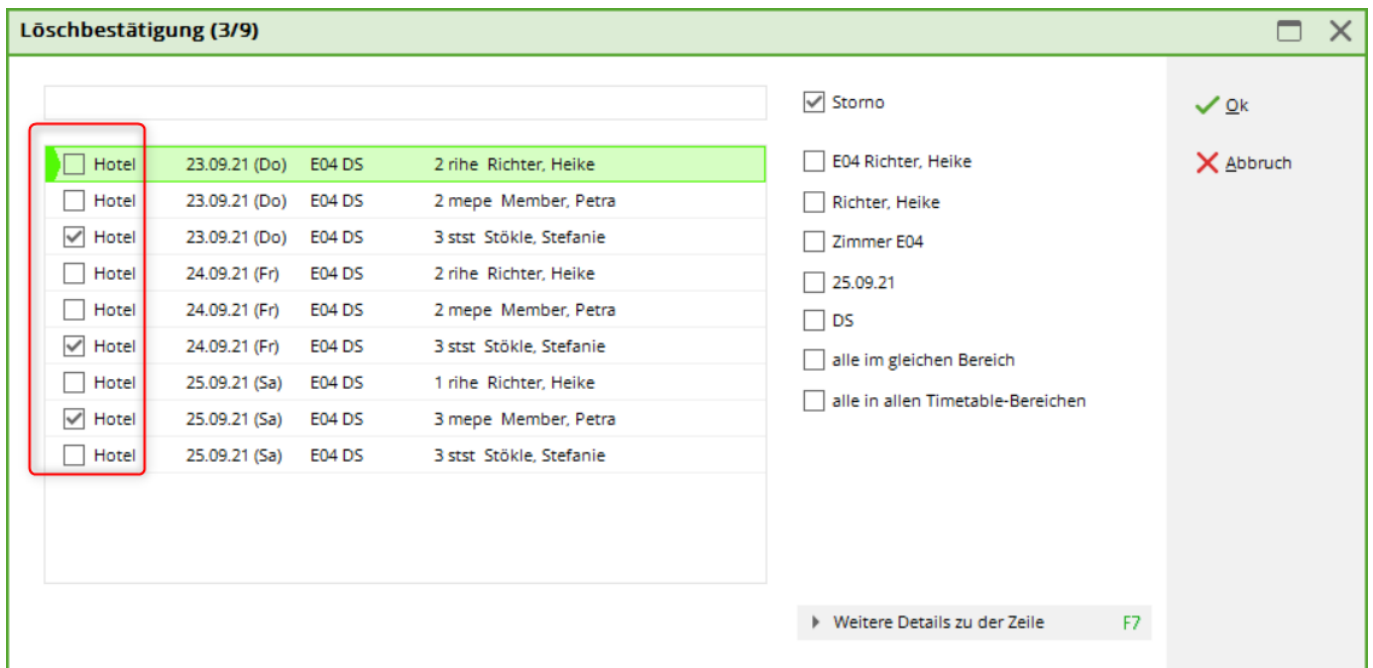 Löschbestätigung (3/9)
Hotel 23.09.21 (Do) E04 DS 2 rihe Richter, Heike
Hotel 23.09.21 (Do) E04 DS 2 mepe Member, Petra
Hotel 23.09.21 (Do) E04 DS 3 stst Stökle, Stefanie
Hotel 24.09.21 (Fr) E04 DS 2 rihe Richter, Heike
Hotel 24.09.21 (Fr) E04 DS 2 mepe Member, Petra
Hotel 24.09.21 (Fr) E04 DS 3 stst Stökle, Stefanie
Hotel 25.09.21 (Sa) E04 DS 1 rihe Richter, Heike
Hotel 25.09.21 (Sa) E04 DS 3 mepe Member, Petra
Hotel 25.09.21 (Sa) E04 DS 3 stst Stökle, Stefanie
Storno
E04 Richter, Heike
Richter, Heike
Zimmer E04
25.09.21
DS
alle im gleichen Bereich
alle in allen Timetable-Bereichen
Weitere Details zu der Zeile F7
Ok
Abbruch